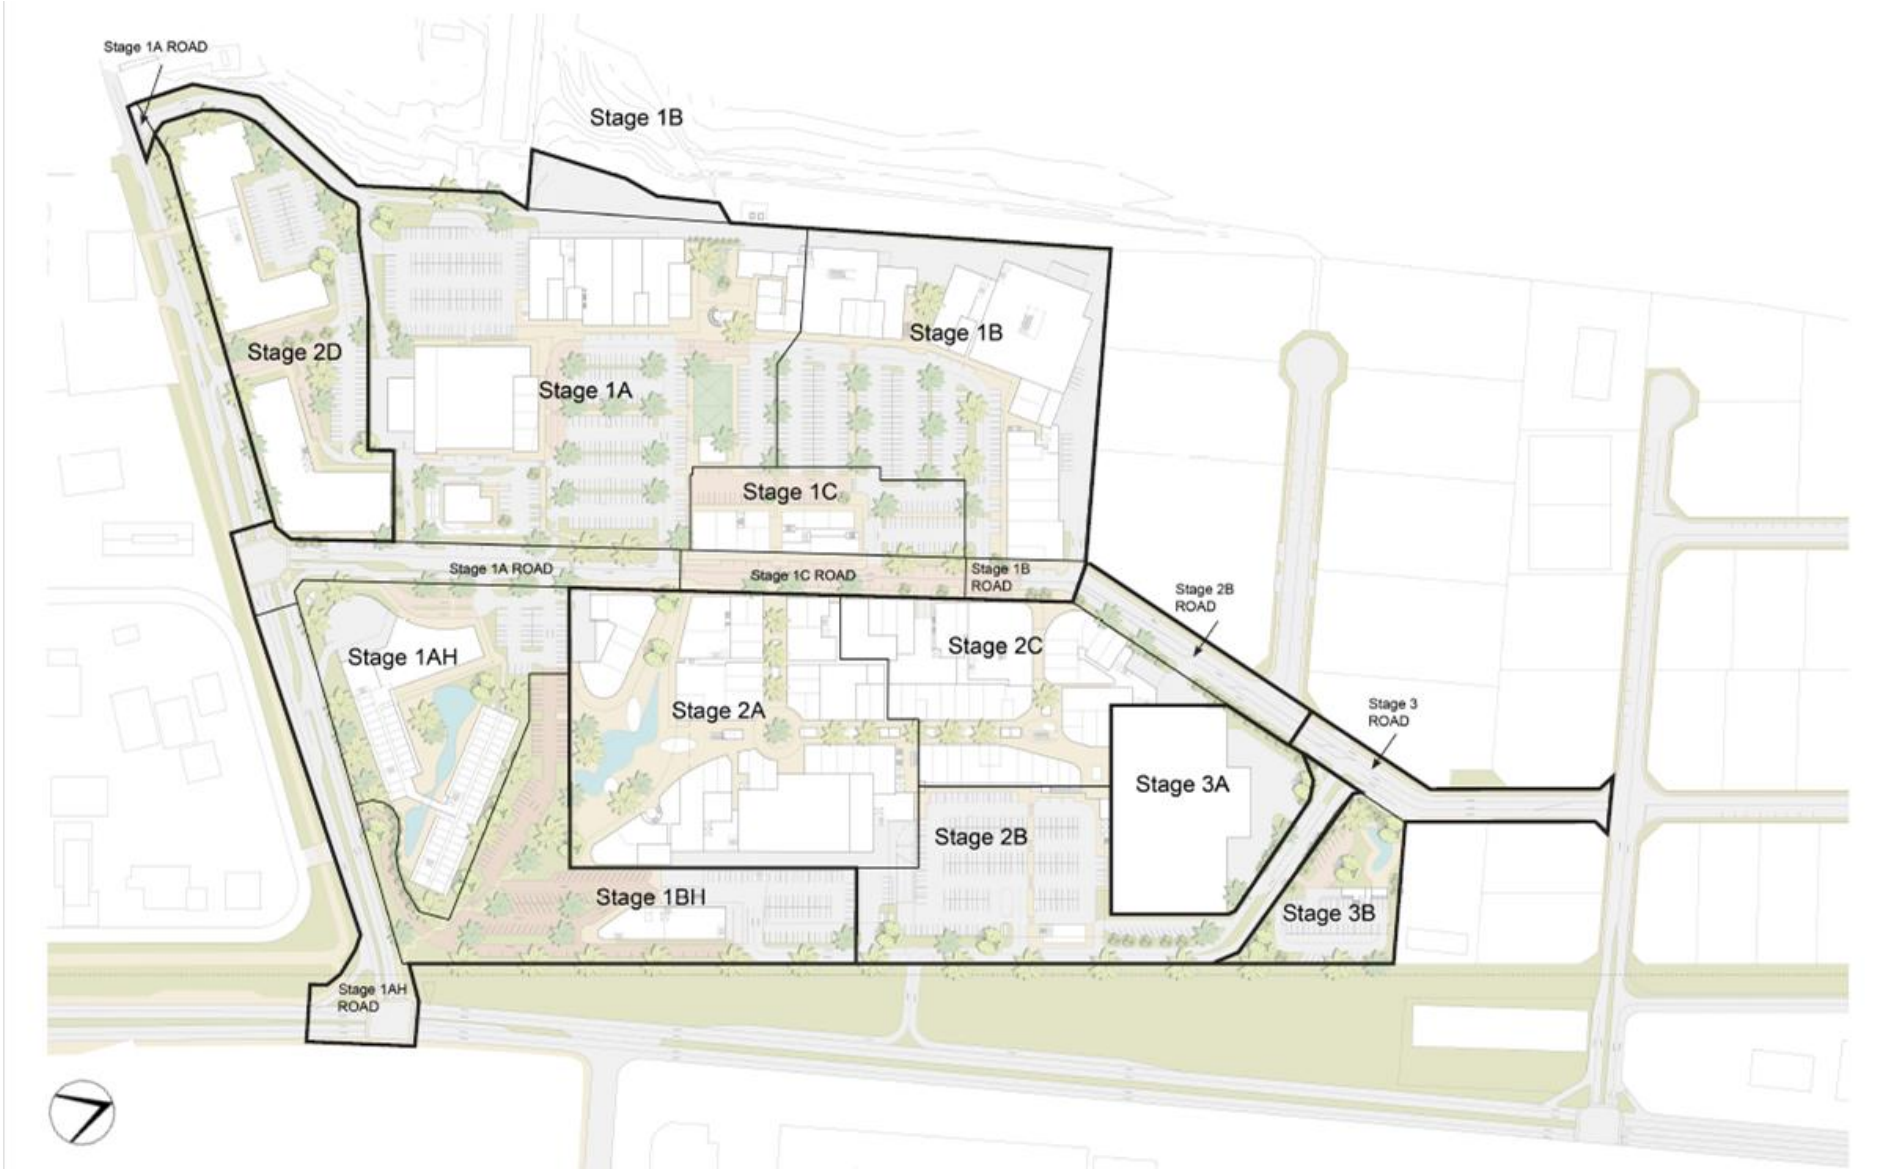 Stage 1A ROAD
Stage 1B
Stage 1B
Stage 2D
Stage 1A
Stage 1C
Stage 1A ROAD
Stage 1C ROAD
Stage 1B
ROAD
Stage 2B
ROAD
Stage 1AH
Stage 2C
Stage 2A
Stage 3
ROAD
Stage 3A
Stage 2B
Stage 1BH
Stage 3B
Stage 1AH
ROAD